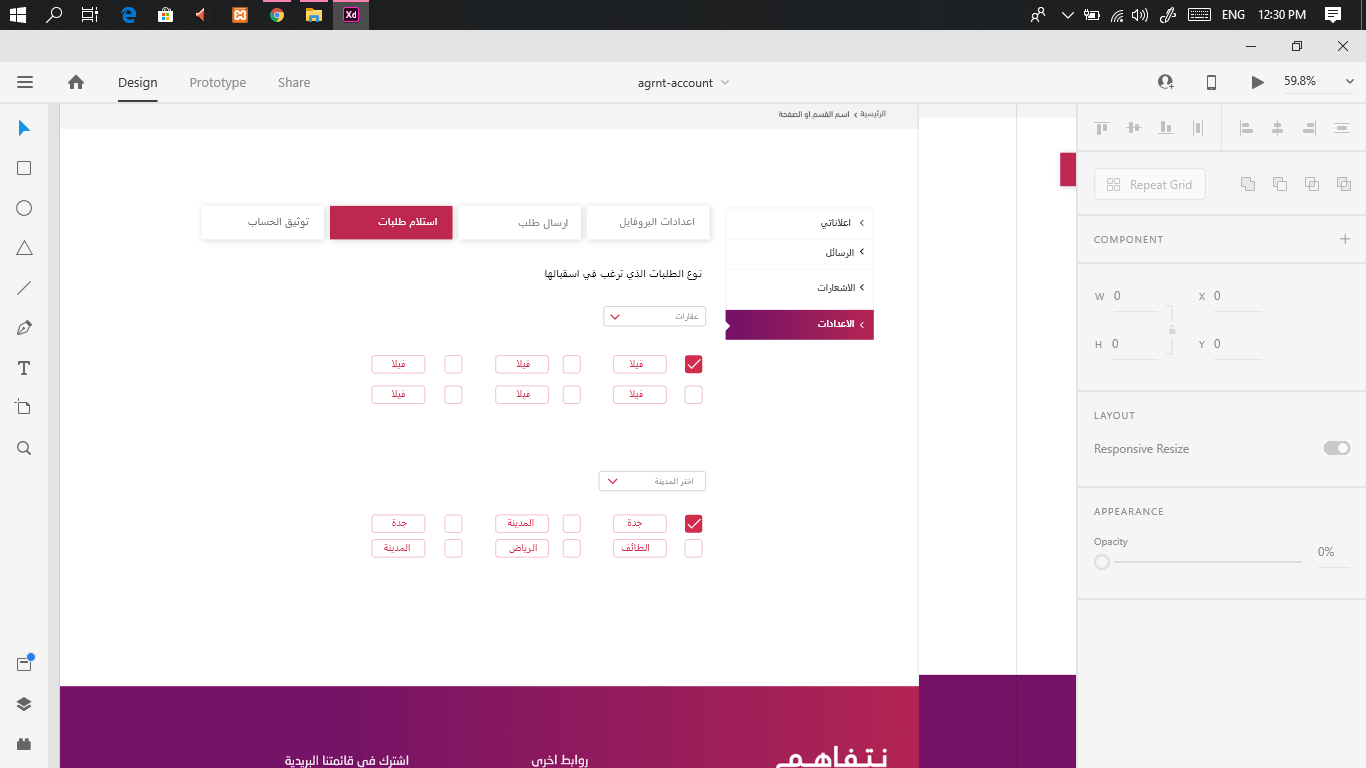 ENG 12:30 PM
Design Prototype Share agrnt-account 59.8%
الرئيسية > اسم القسم او الصفحة
اعدادات البروفايل ارسال طلب استلام طلبات توثيق الحساب
اعلاناتي
الرسائل
الاشعارات
الاعدادات
نوع الطلبات الذي ترغب في اسقبالها
عقارات
فيلا فيلا فيلا
فيلا فيلا فيلا
اختر المدينة
جدة المدينة جدة
الطائف الرياض المدينة
نتفاهم
روابط اخرى
اشترك في قائمتنا البريدية
Repeat Grid
COMPONENT
W 0 X 0
H 0 Y 0
LAYOUT
Responsive Resize
APPEARANCE
Opacity
0%
Xd